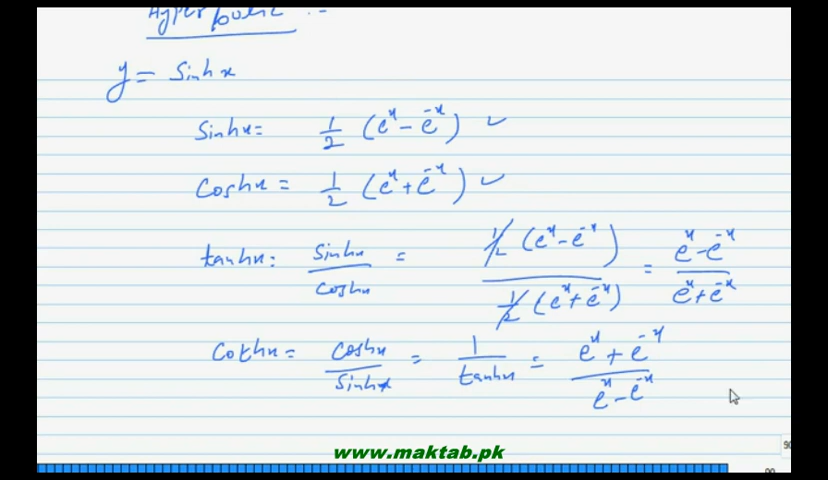 Hyperbolic :-
y = Sinhx
Sinhx = 1/2 (e^x - e^-x) ✓
Coshx = 1/2 (e^x + e^-x) ✓
tanhx : Sinhx/Coshx = 1/2 (e^x - e^-x) / 1/2 (e^x + e^-x) = e^x - e^-x / e^x + e^-x
Cothx = Coshx/Sinhx = 1/tanhx = e^x + e^-x / e^x - e^-x
www.maktab.pk